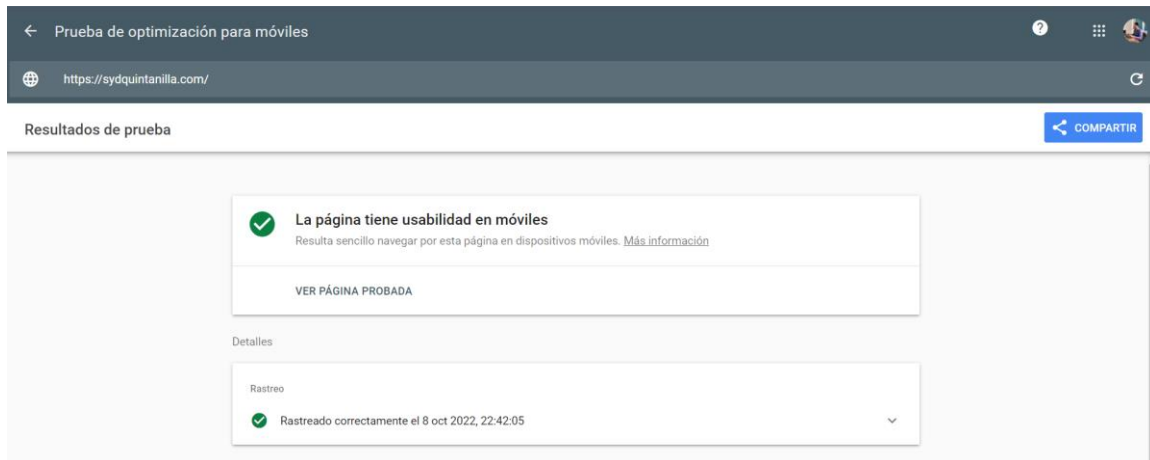 Prueba de optimización para móviles
https://sydquintanilla.com/
Resultados de prueba
COMPARTIR
La página tiene usabilidad en móviles
Resulta sencillo navegar por esta página en dispositivos móviles. Más información
VER PÁGINA PROBADA
Detalles
Rastreo
Rastreado correctamente el 8 oct 2022, 22:42:05